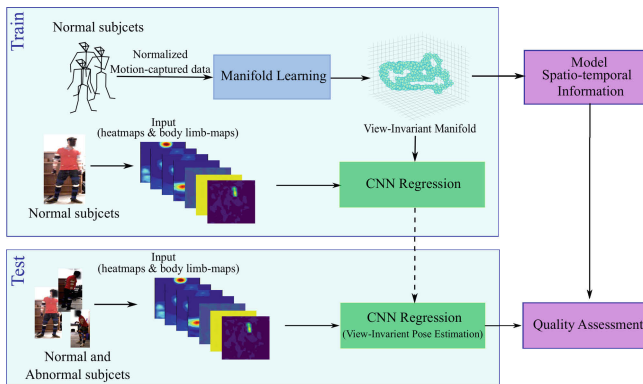 Train
Normal subjects
Normalized
Motion-captured data
Manifold Learning
View-Invariant Manifold
Model
Spatio-temporal
Information
Input
(heatmaps & body limb-maps)
Normal subjcets
CNN Regression
Test
Input
(heatmaps & body limb-maps)
Normal and
Abnormal subjects
CNN Regression
(View-Invariant Pose Estimation)
Quality Assessment